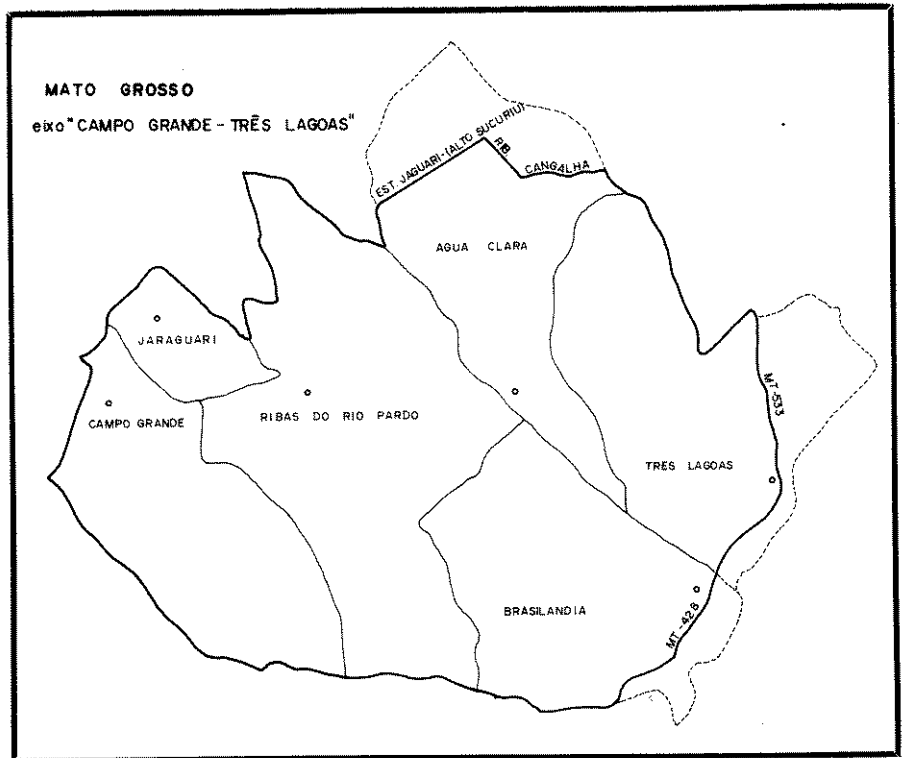 MATO GROSSO
eixo "CAMPO GRANDE-TRÊS LAGOAS"
EST. JAGUARI-(ALTO SUCURIU)
RIB.
CANGALHA
AGUA CLARA
JARAGUARI
CAMPO GRANDE
RIBAS DO RIO PARDO
MT-533
TRES LAGOAS
BRASILANDIA
MT-428